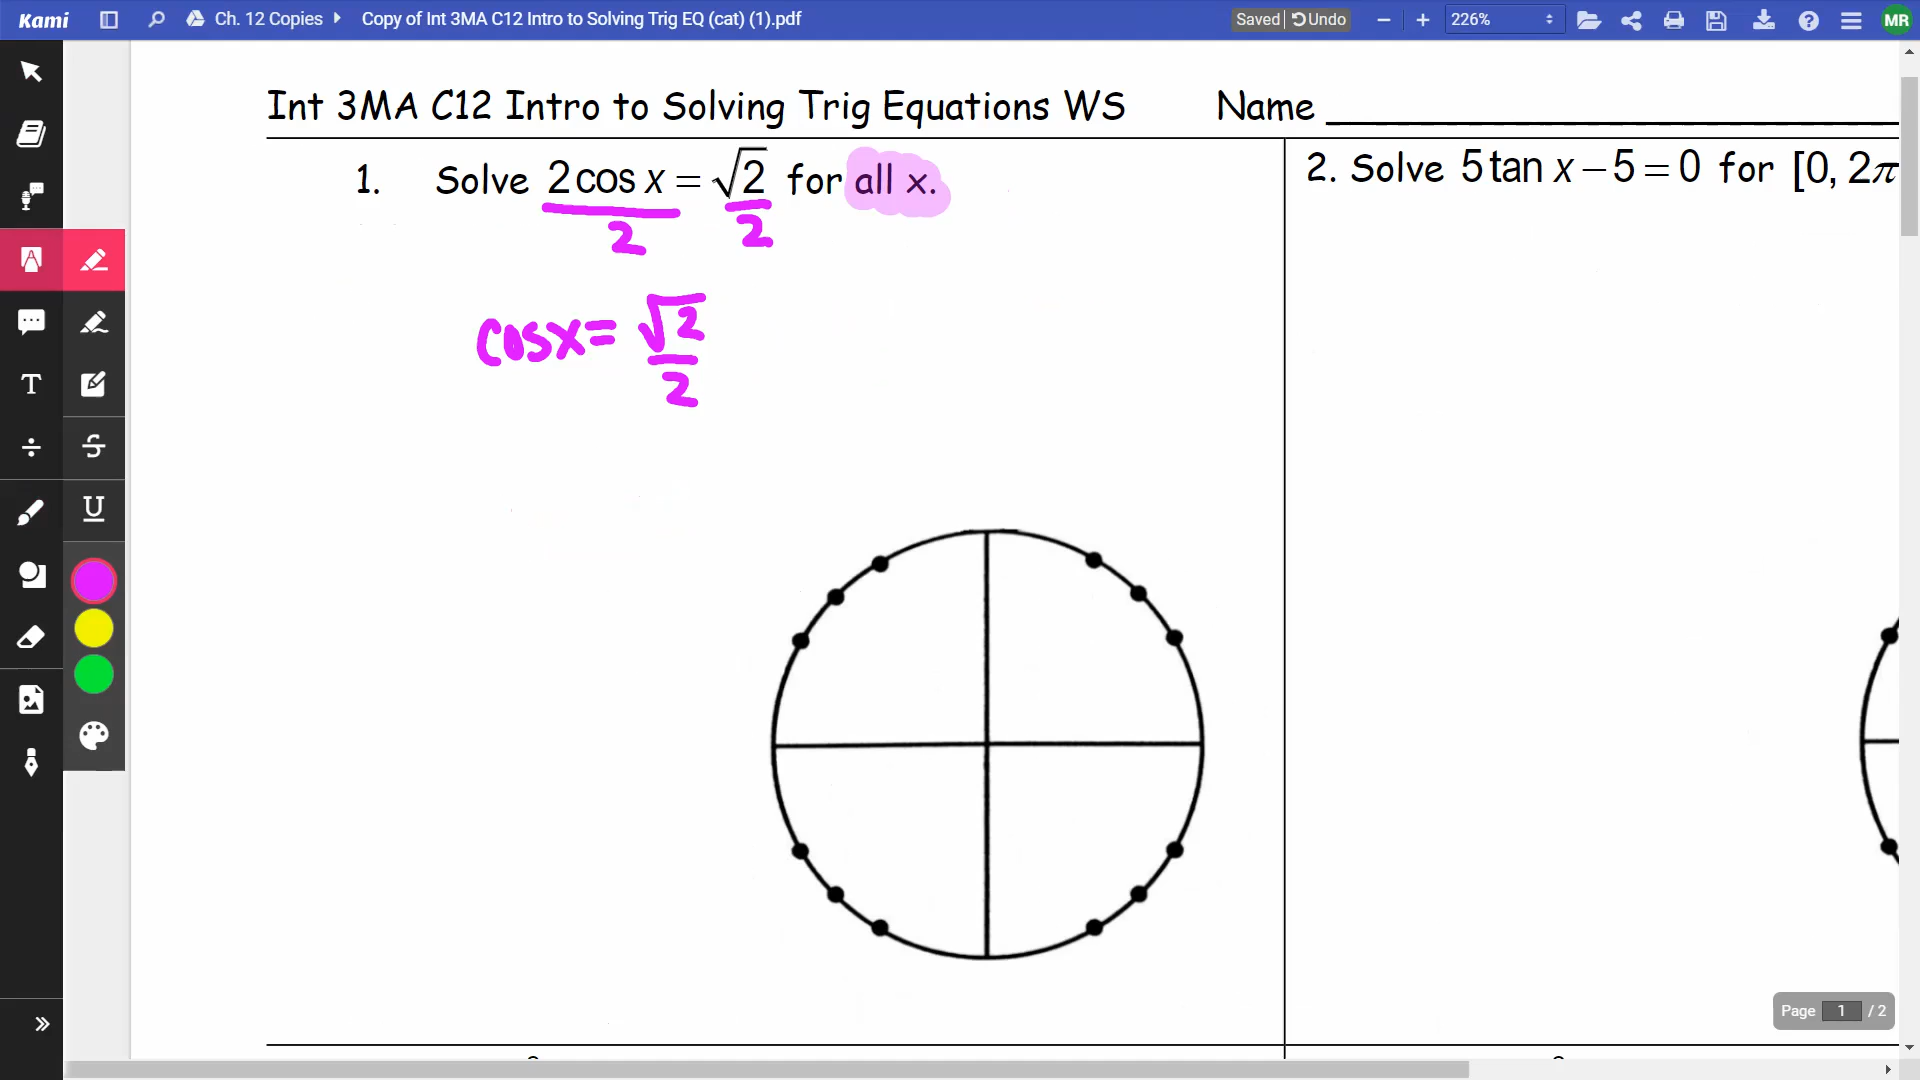 Kami
Ch. 12 Copies
Copy of Int 3MA C12 Intro to Solving Trig EQ (cat) (1).pdf
Saved
Undo
226%
MR
Int 3MA C12 Intro to Solving Trig Equations WS
Name
1. Solve 2cos x = √2 for all x.
2 2
cosx = √2/2
2. Solve 5 tan x – 5 = 0 for [0, 2π
T
U
Page 1 / 2